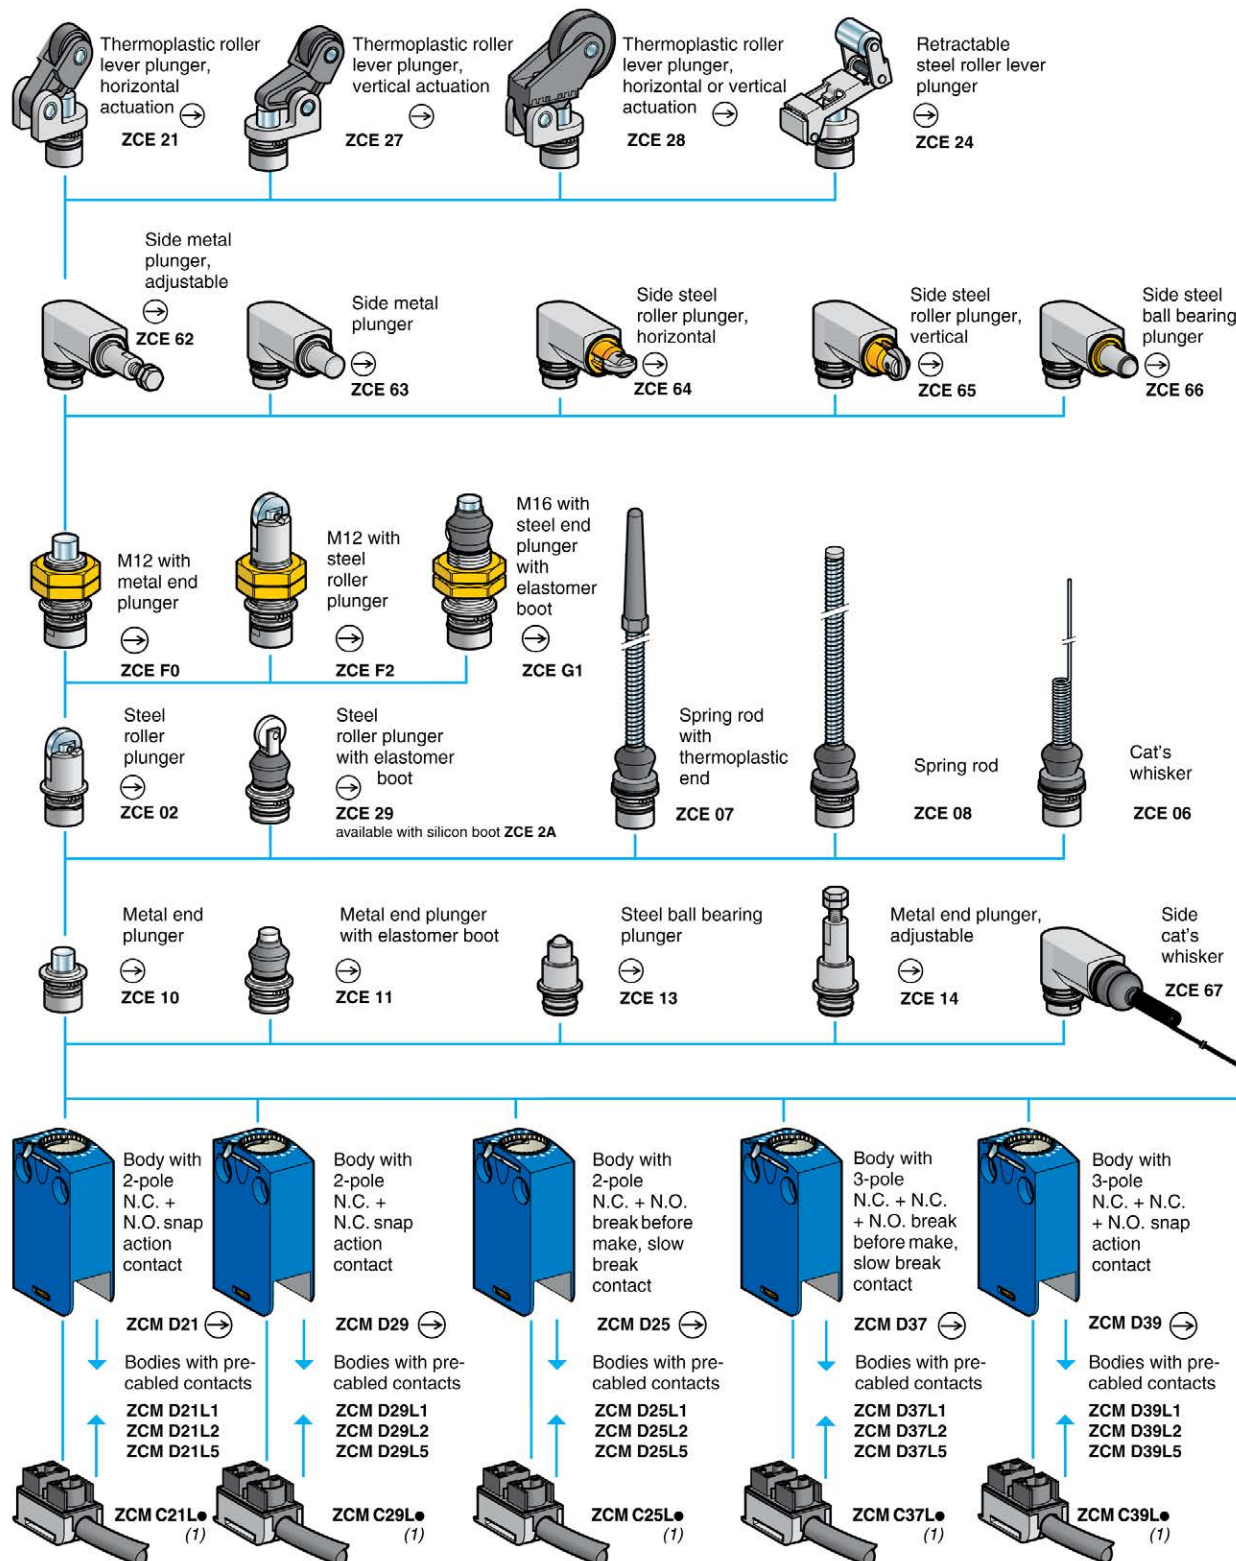 Thermoplastic roller
lever plunger,
horizontal
actuation
ZCE 21
Thermoplastic roller
lever plunger,
vertical actuation
ZCE 27
Thermoplastic roller
lever plunger,
horizontal or vertical
actuation
ZCE 28
Retractable
steel roller lever
plunger
ZCE 24
Side metal
plunger,
adjustable
ZCE 62
Side metal
plunger
ZCE 63
Side steel
roller plunger,
horizontal
ZCE 64
Side steel
roller plunger,
vertical
ZCE 65
Side steel
ball bearing
plunger
ZCE 66
M12 with
metal end
plunger
ZCE F0
M12 with
steel
roller
plunger
ZCE F2
M16 with
steel end
plunger
with
elastomer
boot
ZCE G1
Steel
roller
plunger
ZCE 02
Steel
roller plunger
with elastomer
boot
ZCE 29
available with silicon boot ZCE 2A
Spring rod
with
thermoplastic
end
ZCE 07
Spring rod
ZCE 08
Cat's
whisker
ZCE 06
Metal end
plunger
ZCE 10
Metal end plunger
with elastomer boot
ZCE 11
Steel ball bearing
plunger
ZCE 13
Metal end plunger,
adjustable
ZCE 14
Side
cat's
whisker
ZCE 67
Body with
2-pole
N.C. +
N.O. snap
action
contact
ZCM D21
Bodies with pre-
cabled contacts
ZCM D21L1
ZCM D21L2
ZCM D21L5
ZCM C21L●
(1)
Body with
2-pole
N.C. +
N.C. snap
action
contact
ZCM D29
Bodies with pre-
cabled contacts
ZCM D29L1
ZCM D29L2
ZCM D29L5
ZCM C29L●
(1)
Body with
2-pole
N.C. + N.O.
break before
make, slow
break
contact
ZCM D25
Bodies with pre-
cabled contacts
ZCM D25L1
ZCM D25L2
ZCM D25L5
ZCM C25L●
(1)
Body with
3-pole
N.C. + N.C.
+ N.O. break
before make,
slow break
contact
ZCM D37
Bodies with pre-
cabled contacts
ZCM D37L1
ZCM D37L2
ZCM D37L5
ZCM C37L●
(1)
Body with
3-pole
N.C. + N.C.
+ N.O. snap
action
contact
ZCM D39
Bodies with pre-
cabled contacts
ZCM D39L1
ZCM D39L2
ZCM D39L5
ZCM C39L●
(1)